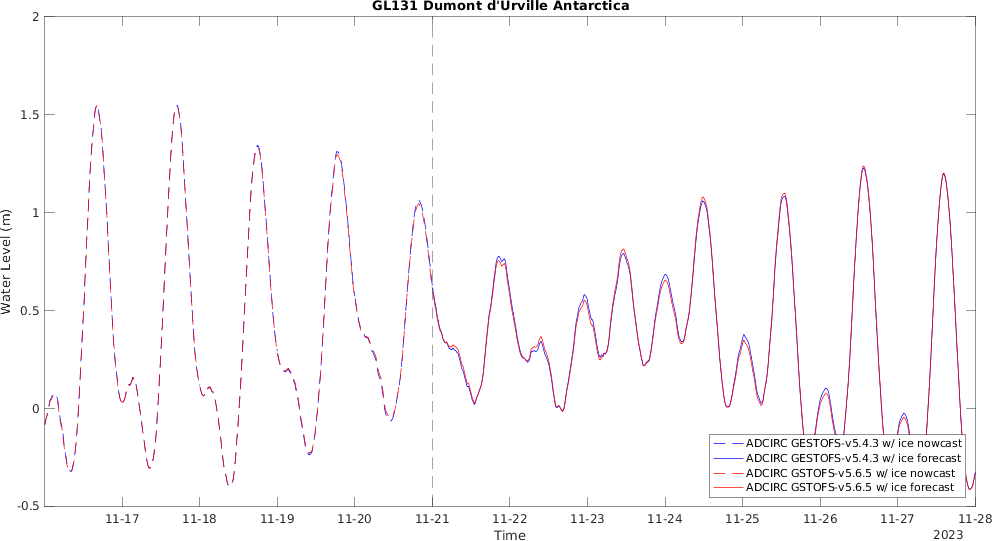 GL131 Dumont d'Urville Antarctica
2
1.5
1
0.5
0
-0.5
Water Level (m)
ADCIRC GESTOFS-v5.4.3 w/ ice nowcast
ADCIRC GESTOFS-v5.4.3 w/ ice forecast
ADCIRC GSTOFS-v5.6.5 w/ ice nowcast
ADCIRC GSTOFS-v5.6.5 w/ ice forecast
11-17 11-18 11-19 11-20 11-21 11-22 11-23 11-24 11-25 11-26 11-27 11-28
Time
2023